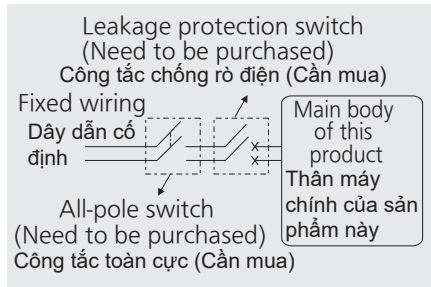 Leakage protection switch
(Need to be purchased)
Công tắc chống rò điện (Cần mua)
Fixed wiring
Dây dẫn cố
định
Main body
of this
product
Thân máy
chính của sản
phẩm này
All-pole switch
(Need to be purchased)
Công tắc toàn cực (Cần mua)